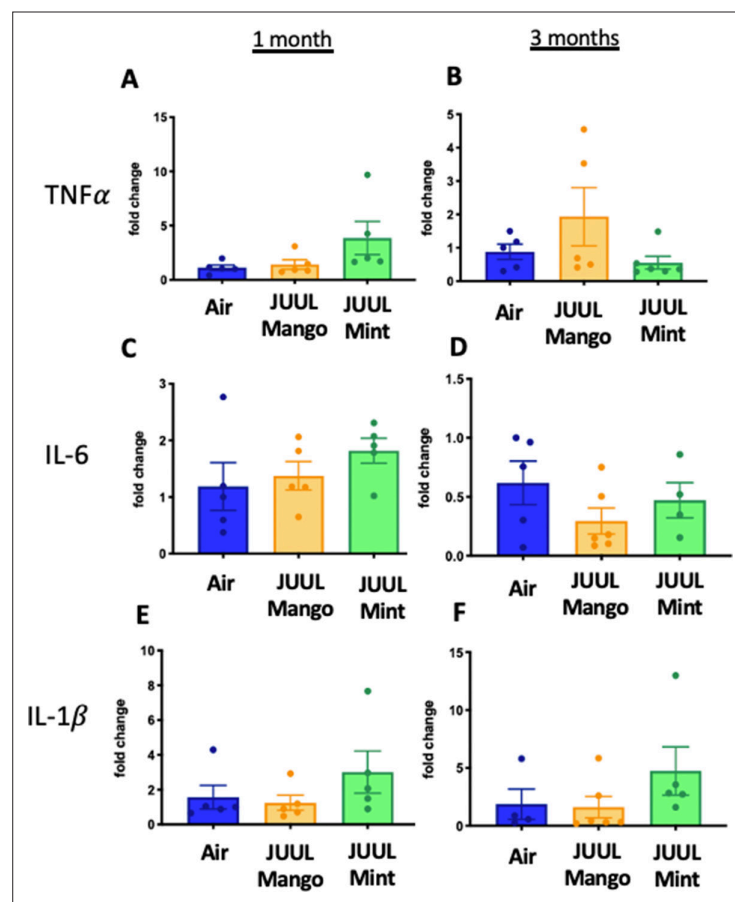 1 month
3 months
A
B
TNFα
fold change
15
10
5
0
Air
JUUL
Mango
JUUL
Mint
fold change
5
4
3
2
1
0
Air
JUUL
Mango
JUUL
Mint
C
D
IL-6
fold change
3
2
1
0
Air
JUUL
Mango
JUUL
Mint
fold change
1.5
1.0
0.5
0.0
Air
JUUL
Mango
JUUL
Mint
E
F
IL-1β
fold change
10
8
6
4
2
0
Air
JUUL
Mango
JUUL
Mint
fold change
15
10
5
0
Air
JUUL
Mango
JUUL
Mint